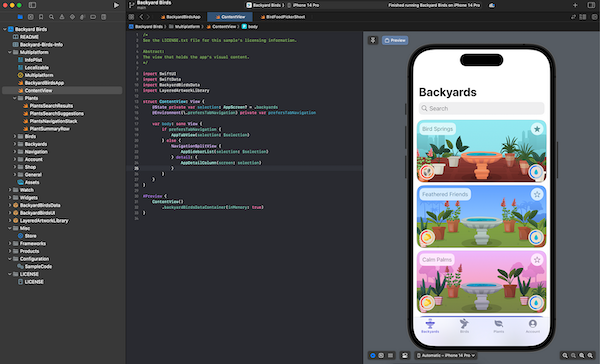 Backyard Birds
main
Backyard Birds
iPhone 14 Pro
Finished running Backyard Birds on iPhone 14 Pro
BackyardBirdsApp
ContentView
BirdFoodPickerSheet
Backyard Birds
Multiplatform
ContentView
body
Backyard Birds
README
Backyard-Birds-Info
Multiplatform
InfoPlist
Localizable
Multiplatform
BackyardBirdsApp
ContentView
Plants
PlantsSearchResults
PlantsSearchSuggestions
PlantsNavigationStack
PlantSummaryRow
Birds
Backyards
Navigation
Account
Shop
General
Assets
Watch
Widgets
BackyardBirdsData
BackyardBirdsUI
LayeredArtworkLibrary
Misc
Store
Frameworks
Products
Configuration
SampleCode
LICENSE
LICENSE
/*
See the LICENSE.txt file for this sample's licensing information.
Abstract:
The view that holds the app's visual content.
*/
import SwiftUI
import SwiftData
import BackyardBirdsData
import LayeredArtworkLibrary
struct ContentView: View {
@State private var selection: AppScreen? = .backyards
@Environment(\.prefersTabNavigation) private var prefersTabNavigation
var body: some View {
if prefersTabNavigation {
AppTabView(selection: $selection)
} else {
NavigationSplitView {
AppSidebarList(selection: $selection)
} detail: {
AppDetailColumn(screen: selection)
}
}
}
}
#Preview {
ContentView()
.backyardBirdsDataContainer(inMemory: true)
}
Preview
Backyards
Search
Bird Springs
Feathered Friends
Calm Palms
Backyards
Birds
Plants
Account
Automatic – iPhone 14 Pro